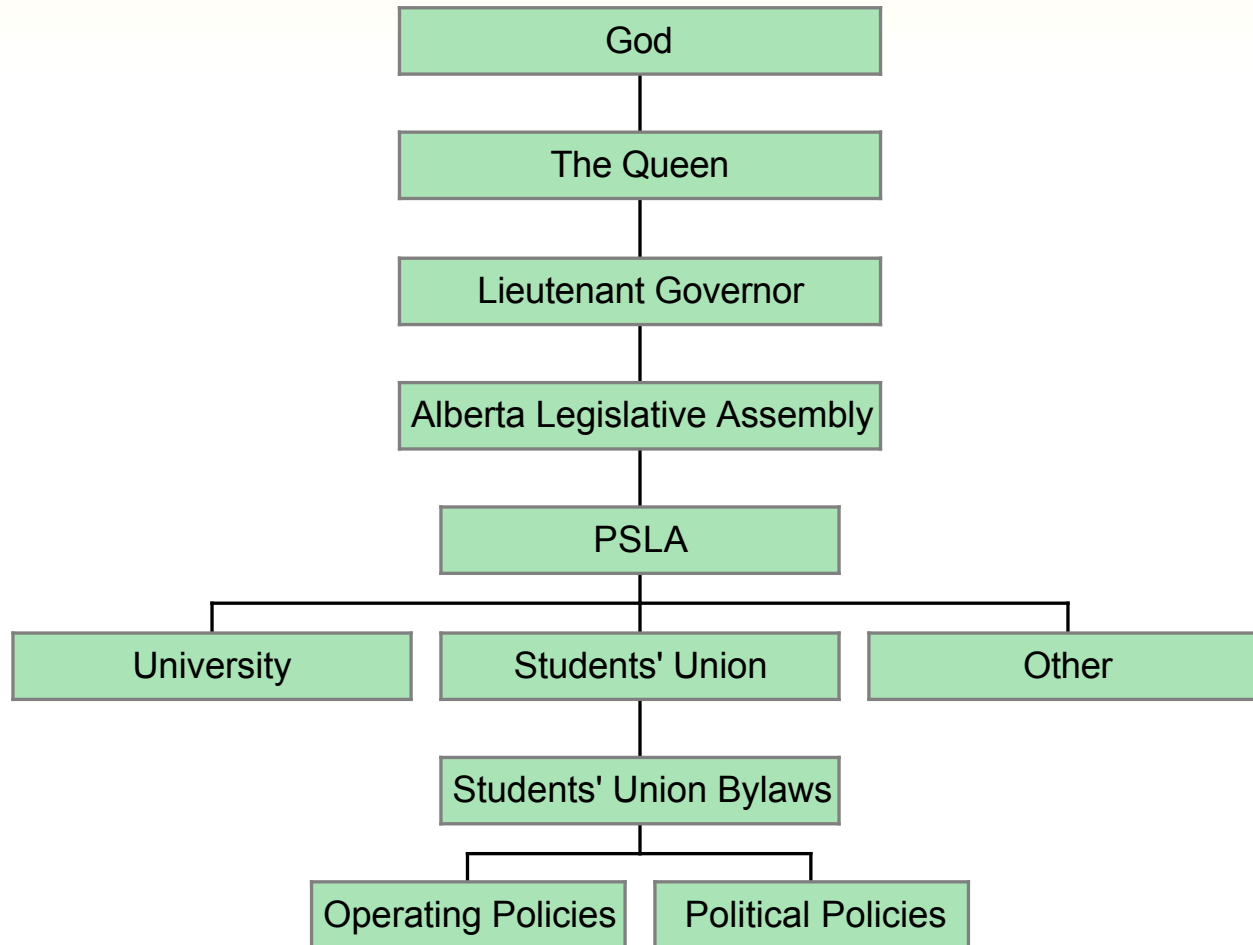 God
The Queen
Lieutenant Governor
Alberta Legislative Assembly
PSLA
University
Students' Union
Other
Students' Union Bylaws
Operating Policies
Political Policies